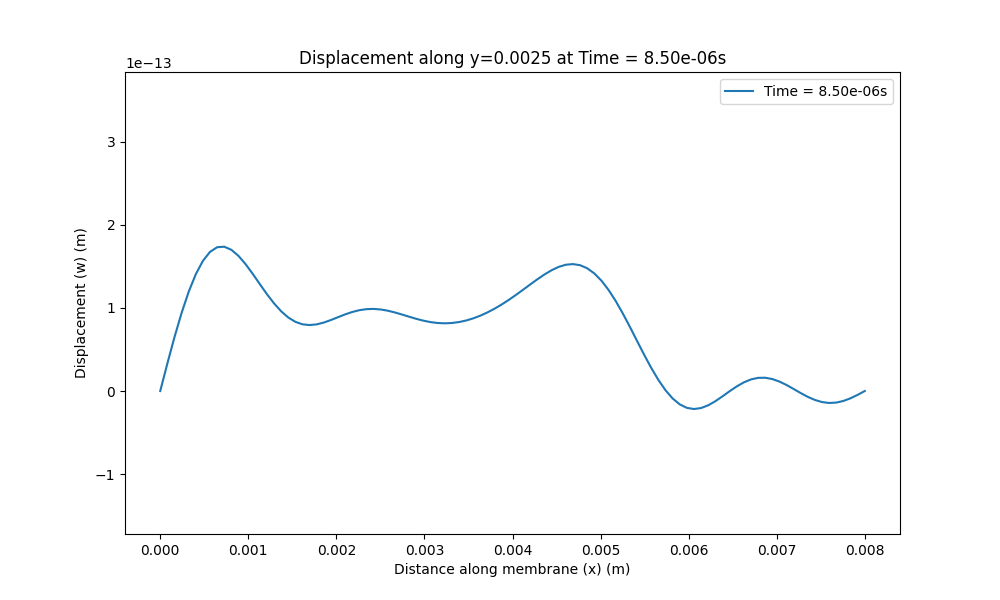 Displacement along y=0.0025 at Time = 8.50e-06s
1e−13
Time = 8.50e-06s
3
2
1
0
−1
Displacement (w) (m)
0.000 0.001 0.002 0.003 0.004 0.005 0.006 0.007 0.008
Distance along membrane (x) (m)